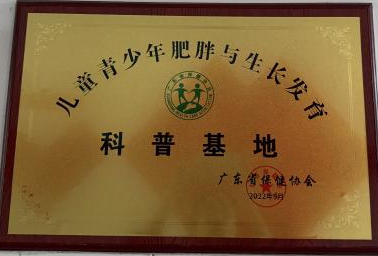 儿童青少年肥胖与生长发育
科普基地
广东省保健协会
2022年9月